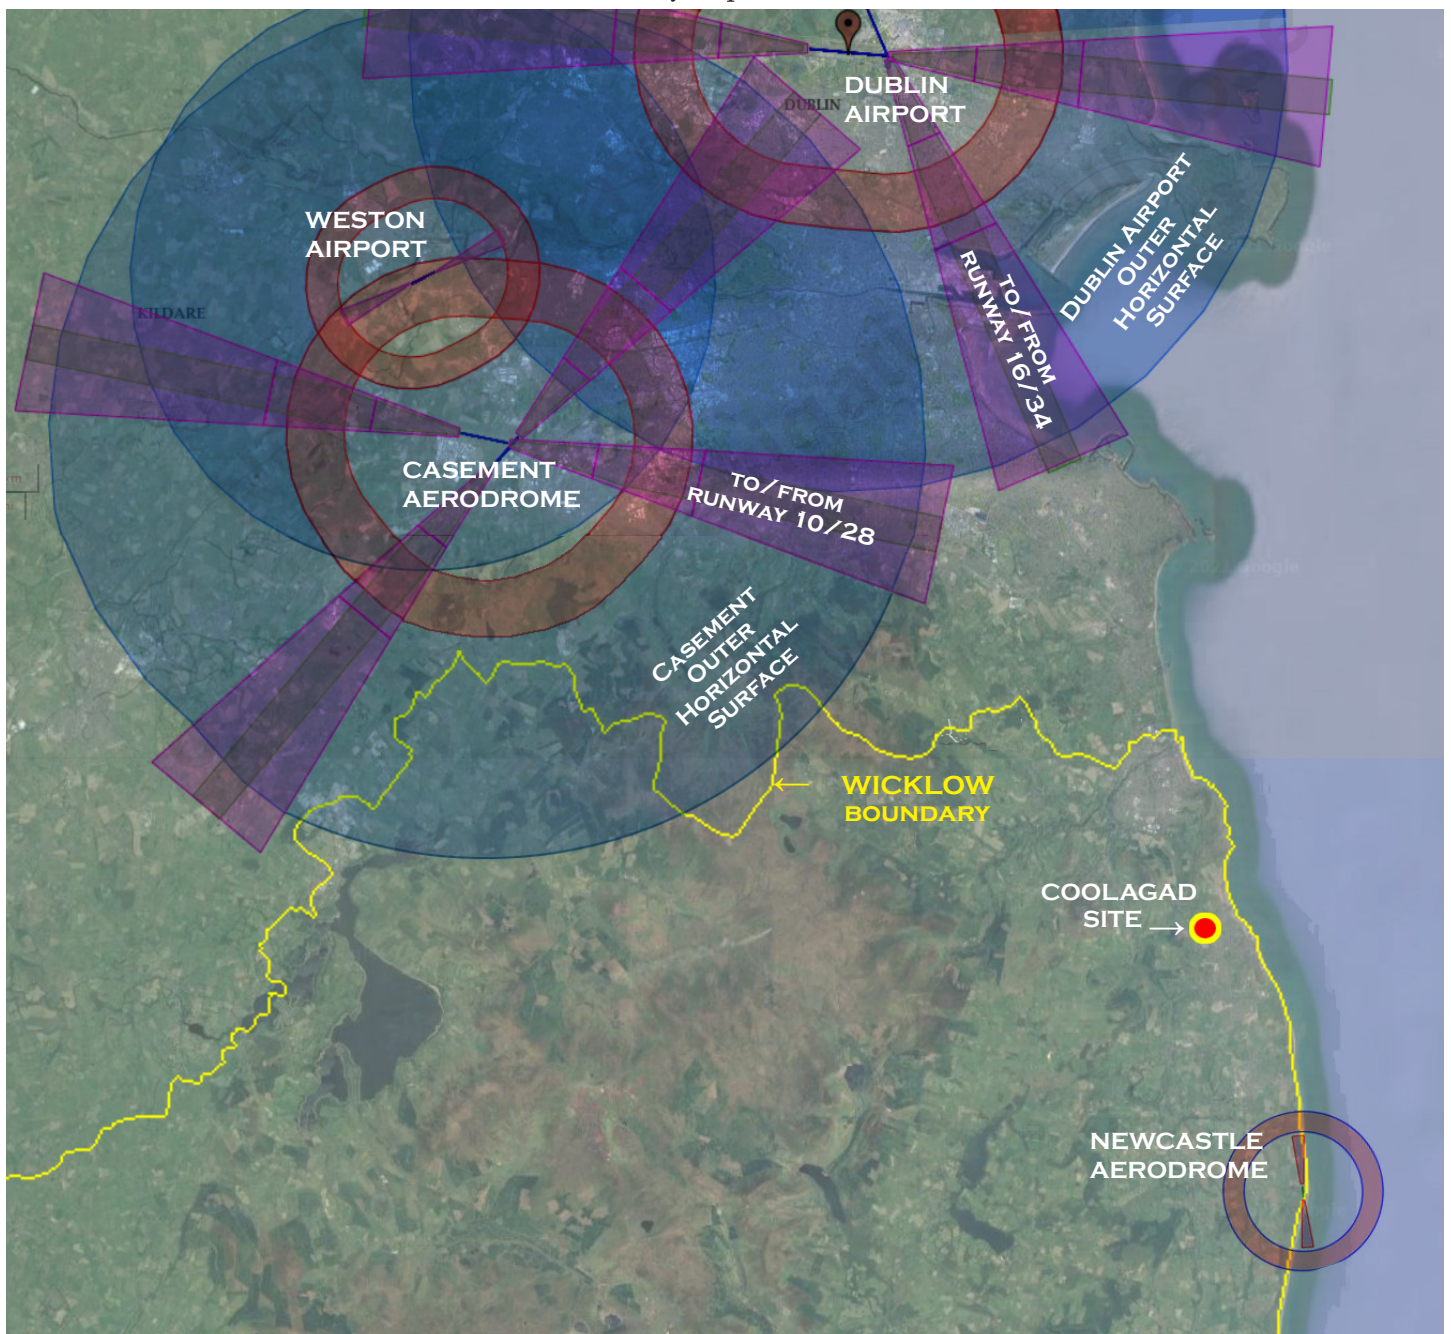 DUBLIN
AIRPORT
DUBLIN
WESTON
AIRPORT
KILDARE
DUBLIN AIRPORT
OUTER
HORIZONTAL
SURFACE
TO/FROM
RUNWAY 16/34
CASEMENT
AERODROME
TO/FROM
RUNWAY 10/28
CASEMENT
OUTER
HORIZONTAL
SURFACE
← WICKLOW
BOUNDARY
COOLAGAD
SITE →
NEWCASTLE
AERODROME
Google
m